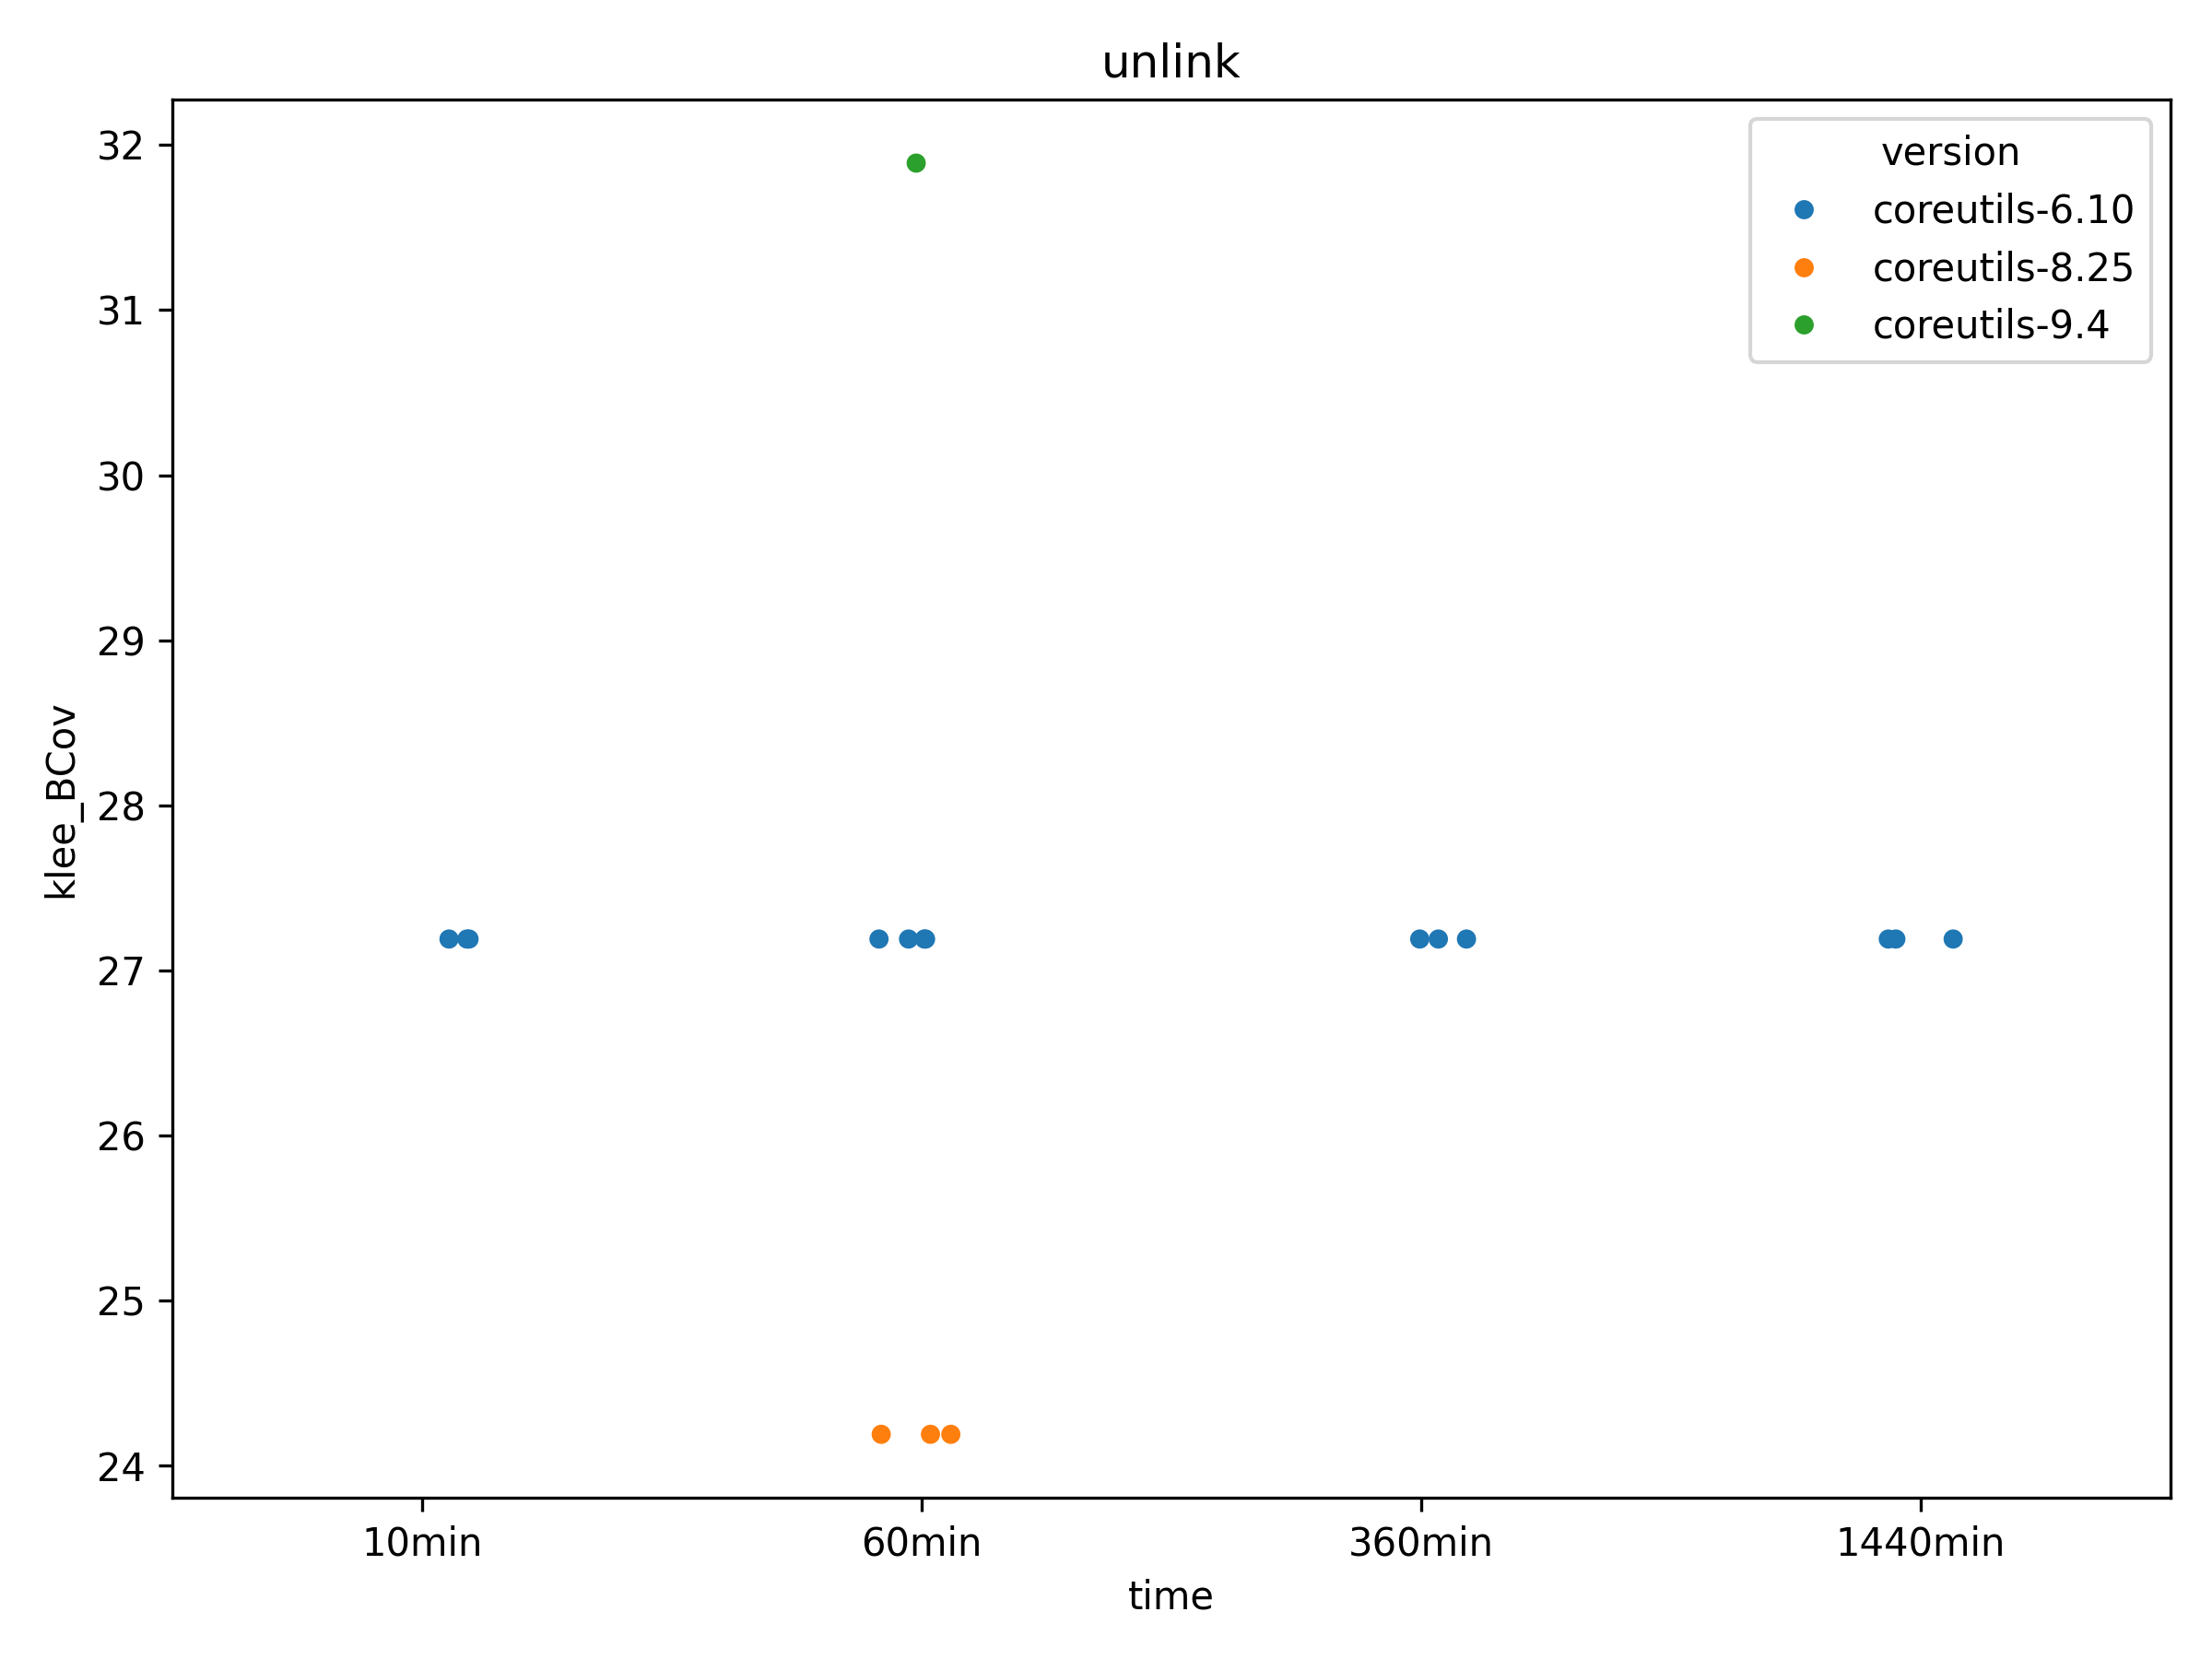 unlink
version
coreutils-6.10
coreutils-8.25
coreutils-9.4
32
31
30
29
28
27
26
25
24
klee_BCov
10min 60min 360min 1440min
time